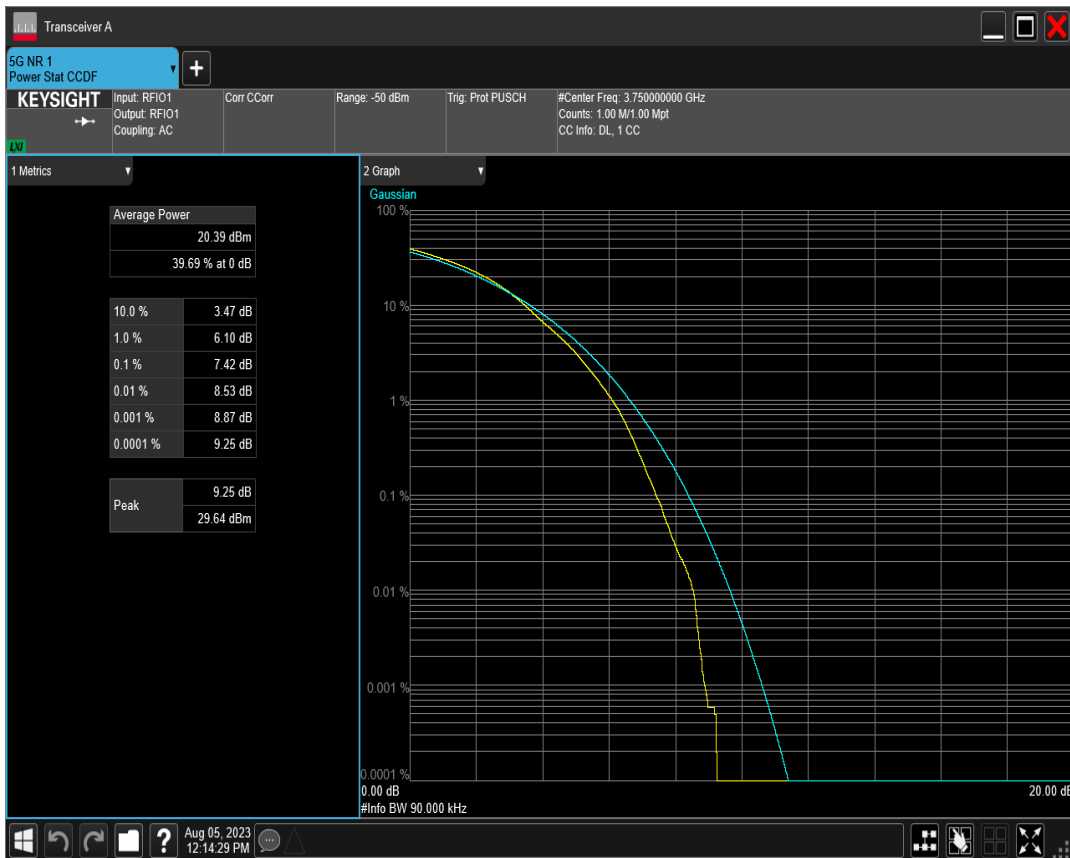 Transceiver A
5G NR 1
Power Stat CCDF
+
KEYSIGHT
LXI
Input: RFIO1
Output: RFIO1
Coupling: AC
Corr CCorr
Range: -50 dBm
Trig: Prot PUSCH
#Center Freq: 3.750000000 GHz
Counts: 1.00 M/1.00 Mpt
CC Info: DL, 1 CC
1 Metrics
Average Power
20.39 dBm
39.69 % at 0 dB
10.0 % 3.47 dB
1.0 % 6.10 dB
0.1 % 7.42 dB
0.01 % 8.53 dB
0.001 % 8.87 dB
0.0001 % 9.25 dB
Peak
9.25 dB
29.64 dBm
2 Graph
Gaussian
100 %
10 %
1 %
0.1 %
0.01 %
0.001 %
0.0001 %
0.00 dB 20.00 dB
#Info BW 90.000 kHz
?
Aug 05, 2023
12:14:29 PM